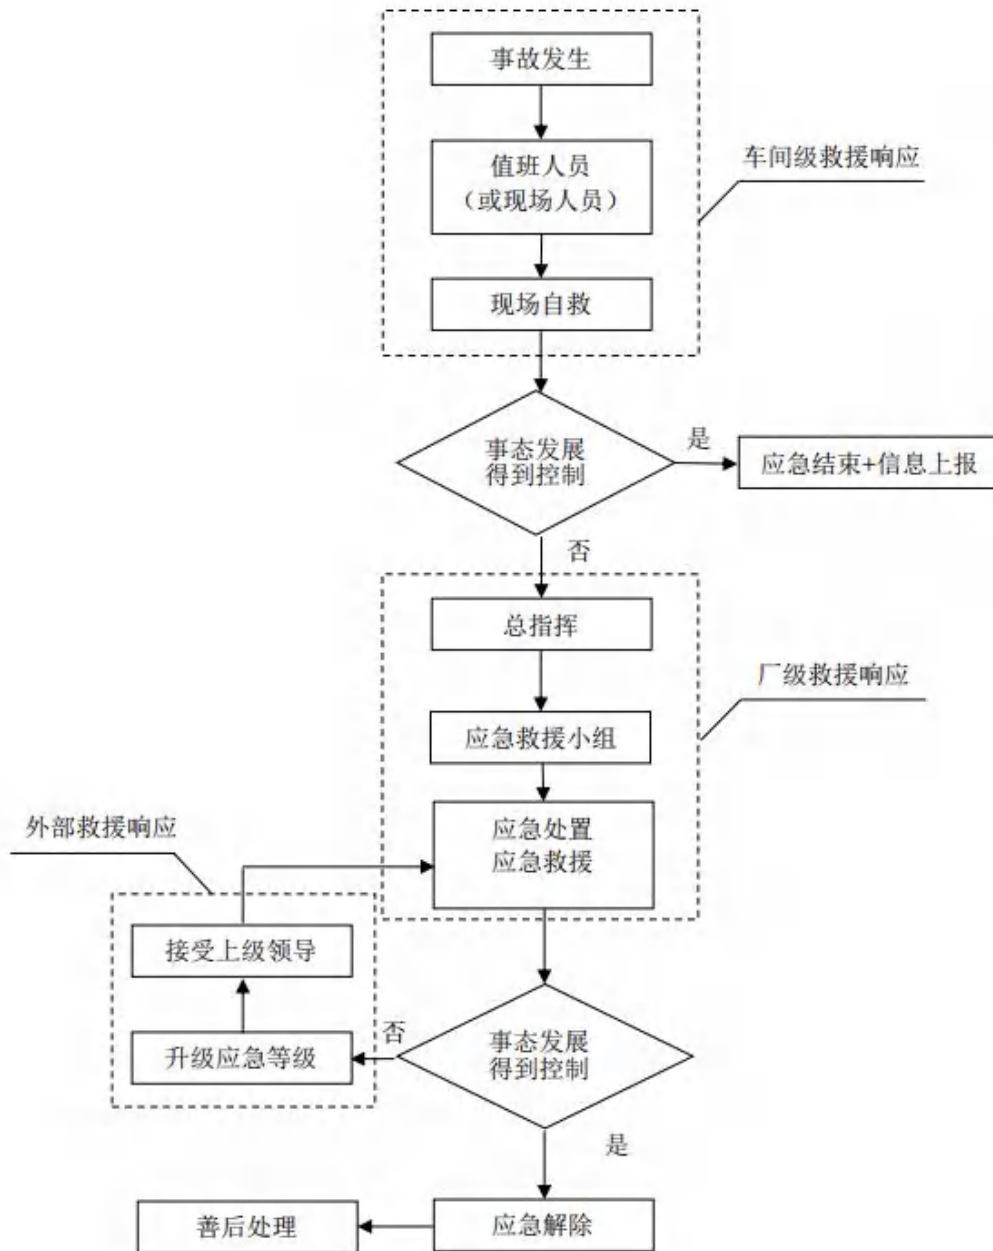 事故发生
值班人员
（或现场人员）
车间级救援响应
现场自救
事态发展
得到控制
是
应急结束+信息上报
否
总指挥
厂级救援响应
应急救援小组
应急处置
应急救援
外部救援响应
接受上级领导
升级应急等级
否
事态发展
得到控制
是
应急解除
善后处理